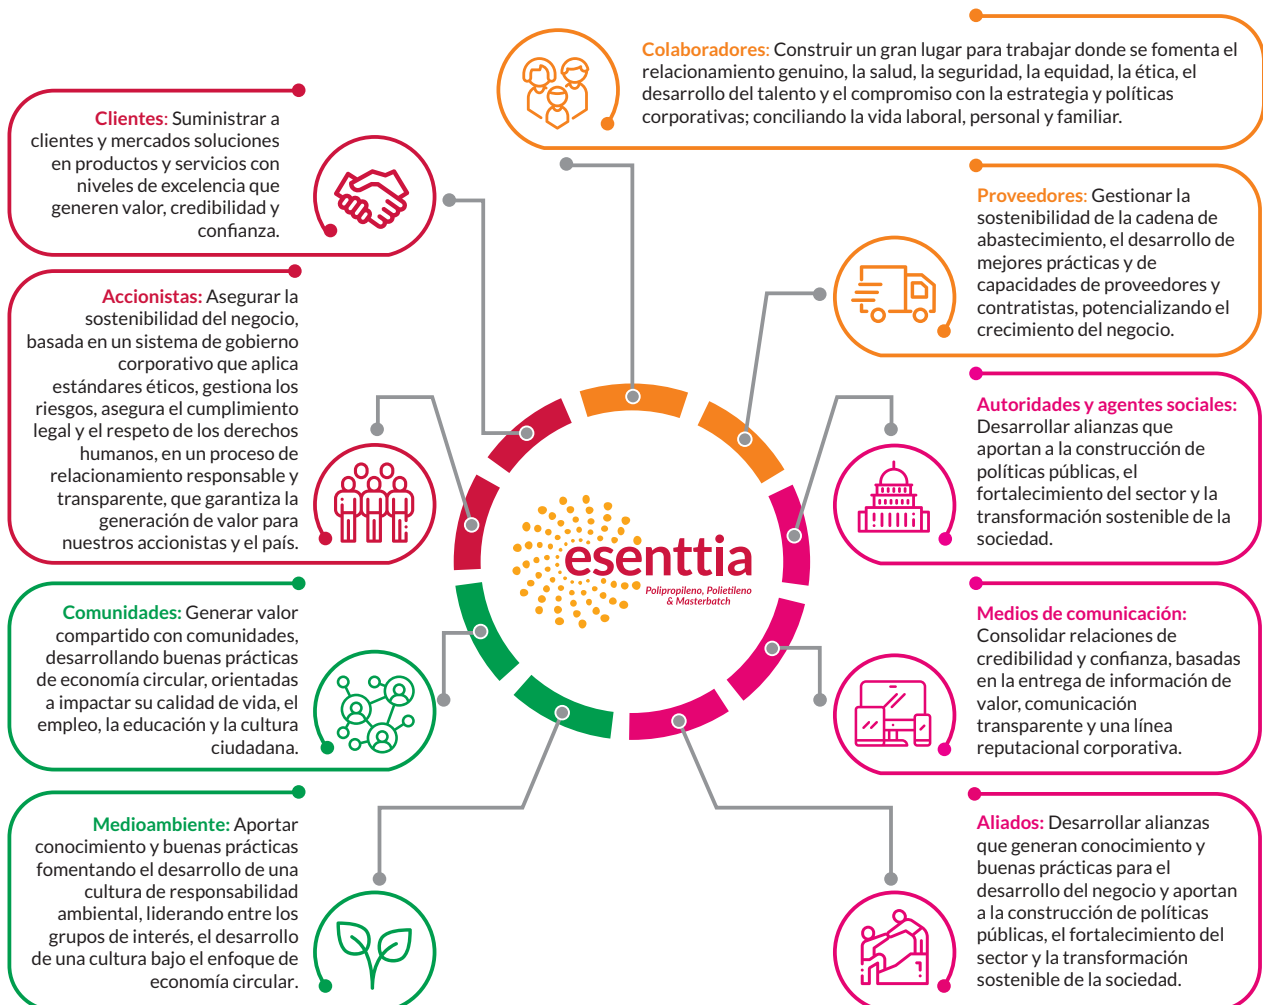 Colaboradores: Construir un gran lugar para trabajar donde se fomenta el
relacionamiento genuino, la salud, la seguridad, la equidad, la ética, el
desarrollo del talento y el compromiso con la estrategia y políticas
corporativas; conciliando la vida laboral, personal y familiar.
Clientes: Suministrar a
clientes y mercados soluciones
en productos y servicios con
niveles de excelencia que
generen valor, credibilidad y
confianza.
Proveedores: Gestionar la
sostenibilidad de la cadena de
abastecimiento, el desarrollo de
mejores prácticas y de
capacidades de proveedores y
contratistas, potencializando el
crecimiento del negocio.
Accionistas: Asegurar la
sostenibilidad del negocio,
basada en un sistema de gobierno
corporativo que aplica
estándares éticos, gestiona los
riesgos, asegura el cumplimiento
legal y el respeto de los derechos
humanos, en un proceso de
relacionamiento responsable y
transparente, que garantiza la
generación de valor para
nuestros accionistas y el país.
Autoridades y agentes sociales:
Desarrollar alianzas que
aportan a la construcción de
políticas públicas, el
fortalecimiento del sector y la
transformación sostenible de la
sociedad.
esenttia
Polipropileno, Polietileno
& Masterbatch
Comunidades: Generar valor
compartido con comunidades,
desarrollando buenas prácticas
de economía circular, orientadas
a impactar su calidad de vida, el
empleo, la educación y la cultura
ciudadana.
Medios de comunicación:
Consolidar relaciones de
credibilidad y confianza, basadas
en la entrega de información de
valor, comunicación
transparente y una línea
reputacional corporativa.
Medioambiente: Aportar
conocimiento y buenas prácticas
fomentando el desarrollo de una
cultura de responsabilidad
ambiental, liderando entre los
grupos de interés, el desarrollo
de una cultura bajo el enfoque de
economía circular.
Aliados: Desarrollar alianzas
que generan conocimiento y
buenas prácticas para el
desarrollo del negocio y aportan
a la construcción de políticas
públicas, el fortalecimiento del
sector y la transformación
sostenible de la sociedad.